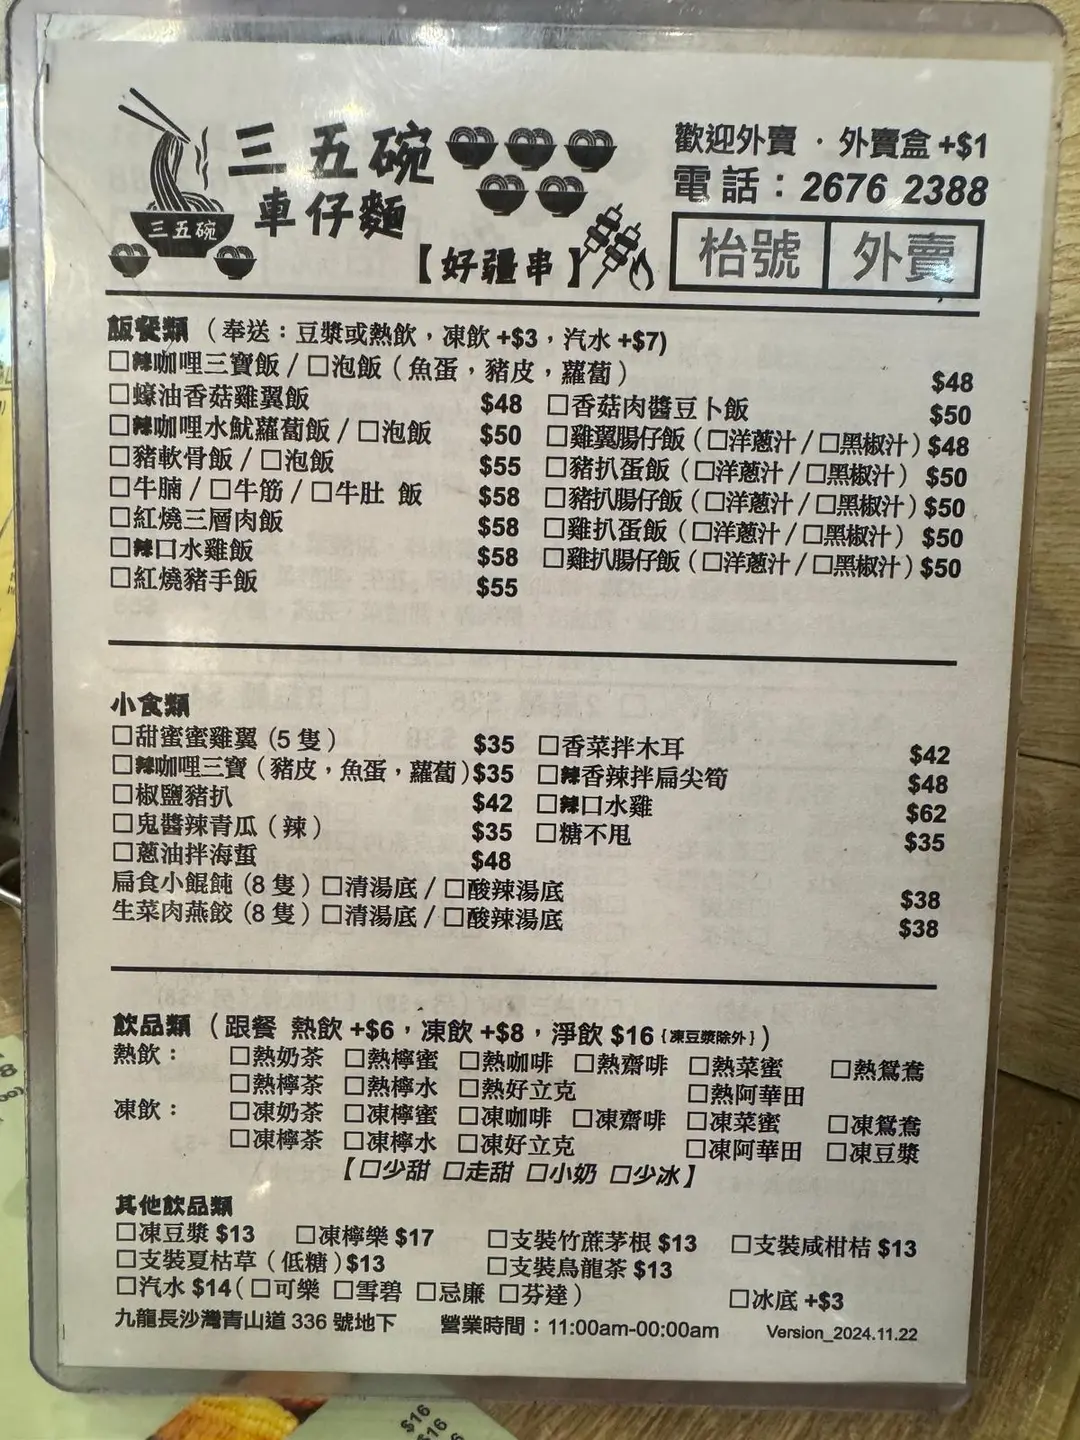 三五碗
車仔麵
三五碗
【好疆串】
歡迎外賣 · 外賣盒 +$1
電話：2676 2388
枱號 外賣
飯餐類 （奉送：豆漿或熱飲，凍飲 +$3，汽水 +$7)
□辣咖哩三寶飯 / □泡飯（魚蛋，豬皮，蘿蔔） $48
□蠔油香菇雞翼飯 $48 □香菇肉醬豆卜飯 $50
□辣咖哩水魷蘿蔔飯 / □泡飯 $50 □雞翼腸仔飯（□洋蔥汁 / □黑椒汁）$48
□豬軟骨飯 / □泡飯 $55 □豬扒蛋飯（□洋蔥汁 / □黑椒汁） $50
□牛腩 / □牛筋 / □牛肚 飯 $58 □豬扒腸仔飯（□洋蔥汁 / □黑椒汁）$50
□紅燒三層肉飯 $58 □雞扒蛋飯（□洋蔥汁 / □黑椒汁） $50
□辣口水雞飯 $58 □雞扒腸仔飯（□洋蔥汁 / □黑椒汁）$50
□紅燒豬手飯 $55
小食類
□甜蜜蜜雞翼 (5 隻） $35 □香菜拌木耳 $42
□辣咖哩三寶（豬皮，魚蛋，蘿蔔）$35 □辣香辣拌扁尖筍 $48
□椒鹽豬扒 $42 □辣口水雞 $62
□鬼醬辣青瓜（辣） $35 □糖不甩 $35
□蔥油拌海蜇 $48
扁食小餛飩 (8 隻）□清湯底 / □酸辣湯底 $38
生菜肉燕餃 (8 隻）□清湯底 / □酸辣湯底 $38
飲品類 （跟餐 熱飲 +$6，凍飲 +$8，淨飲 $16 {凍豆漿除外}）
熱飲： □熱奶茶 □熱檸蜜 □熱咖啡 □熱齋啡 □熱菜蜜 □熱鴛鴦
□熱檸茶 □熱檸水 □熱好立克 □熱阿華田
凍飲： □凍奶茶 □凍檸蜜 □凍咖啡 □凍齋啡 □凍菜蜜 □凍鴛鴦
□凍檸茶 □凍檸水 □凍好立克 □凍阿華田 □凍豆漿
【□少甜 □走甜 □小奶 □少冰】
其他飲品類
□凍豆漿 $13 □凍檸樂 $17 □支裝竹蔗茅根 $13 □支裝咸柑桔 $13
□支裝夏枯草（低糖）$13 □支裝烏龍茶 $13
□汽水 $14（□可樂 □雪碧 □忌廉 □芬達） □冰底 +$3
九龍長沙灣青山道 336 號地下 營業時間：11:00am-00:00am Version_2024.11.22
$16
$16